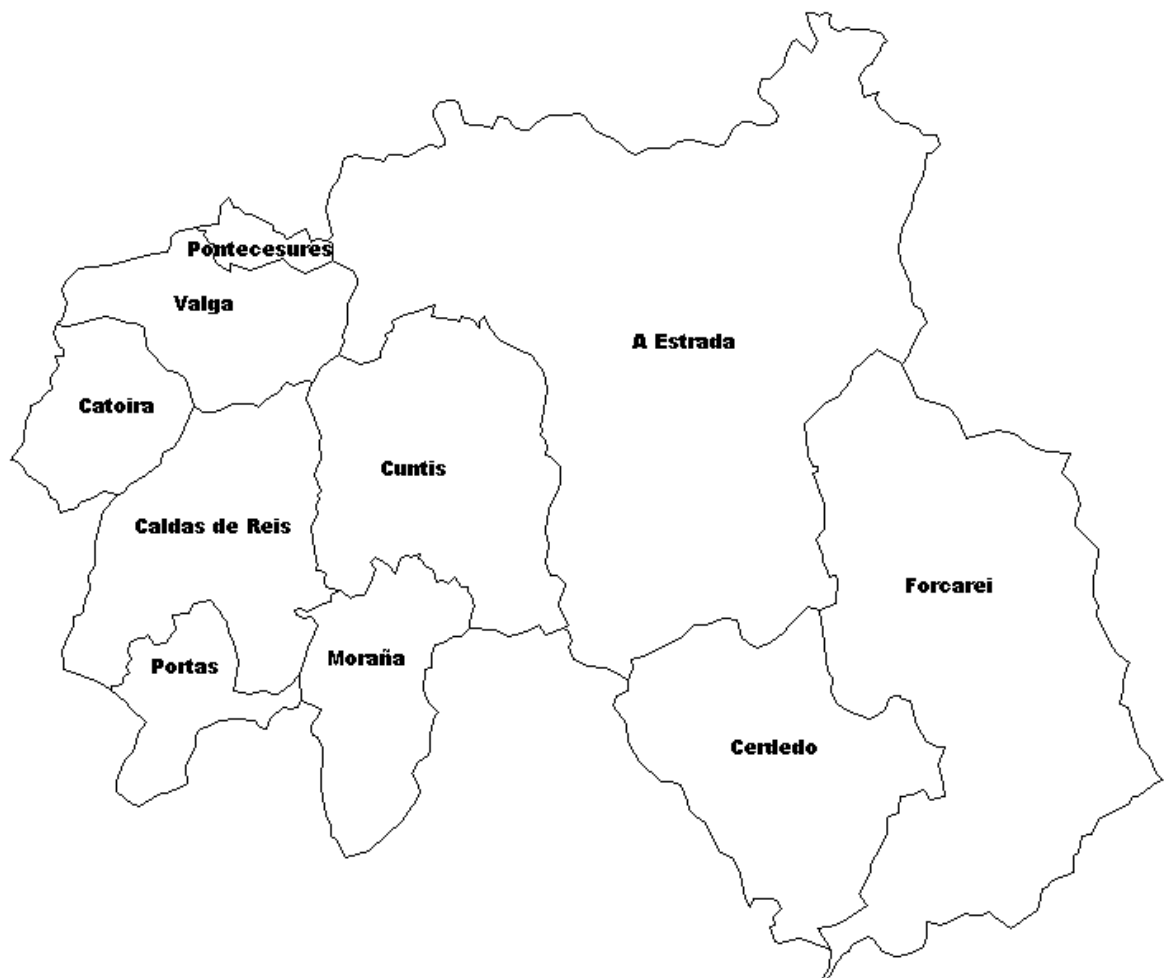 Pontecesures
Valga
A Estrada
Catoira
Cuntis
Caldas de Reis
Forcarei
Moraña
Portas
Cerdedo